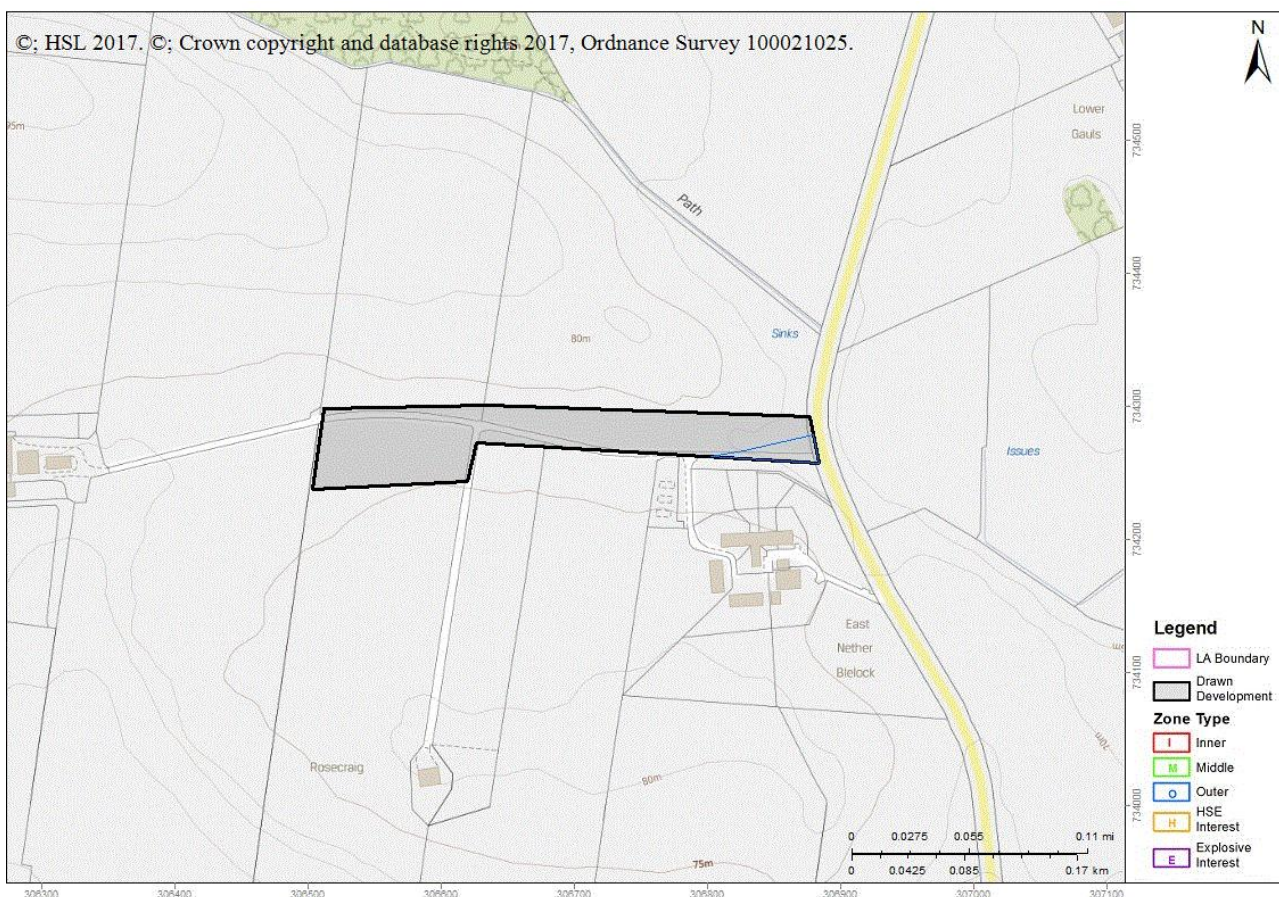 ©; HSL 2017. ©; Crown copyright and database rights 2017, Ordnance Survey 100021025.
N
Lower
Gauls
95m
734500
Path
734400
Sinks
80m
734300
Issues
734200
East
Nether
Blelock
734100
70m
Rosecraig
80m
734000
75m
0 0.0275 0.055 0.11 mi
0 0.0425 0.085 0.17 km
Legend
LA Boundary
Drawn
Development
Zone Type
I Inner
M Middle
O Outer
H HSE
Interest
E Explosive
Interest
306300 306400 306500 306600 306700 306800 306900 307000 307100